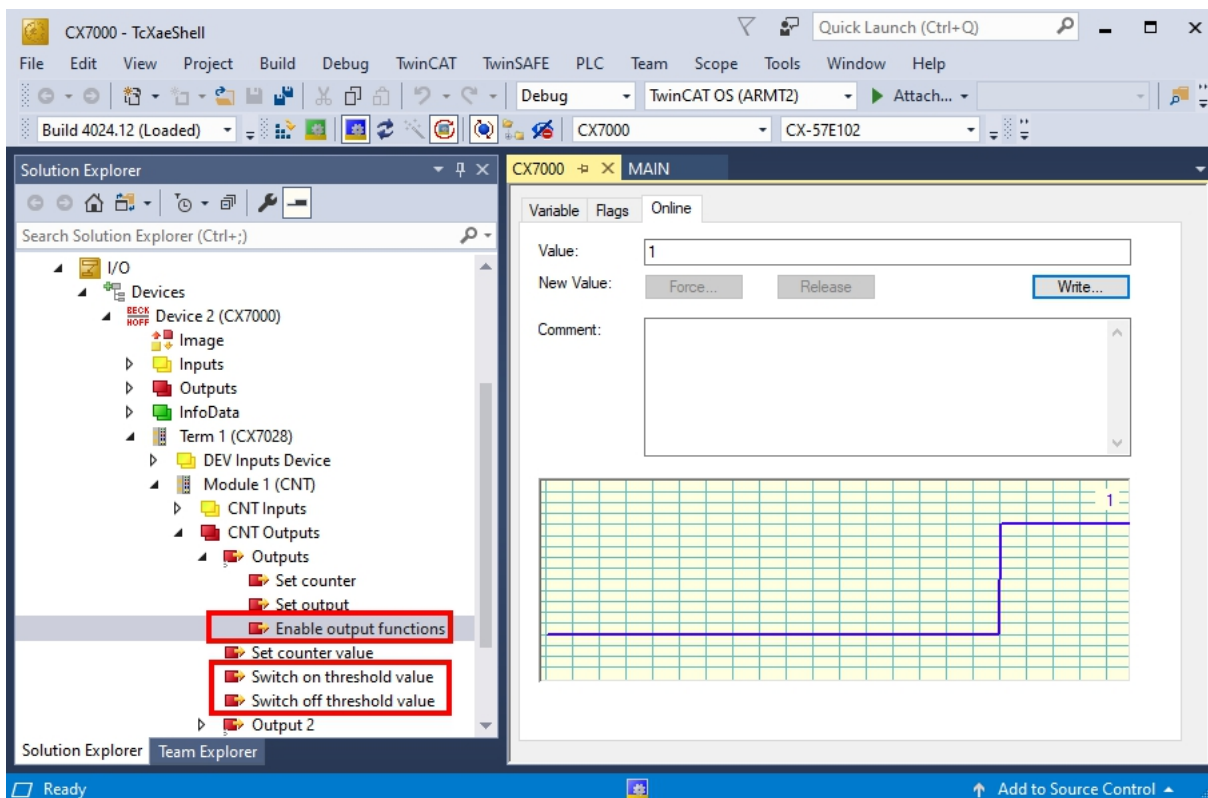 CX7000 - TcXaeShell
Quick Launch (Ctrl+Q)
File Edit View Project Build Debug TwinCAT TwinSAFE PLC Team Scope Tools Window Help
Debug TwinCAT OS (ARMT2) Attach...
Build 4024.12 (Loaded) CX7000 CX-57E102
Solution Explorer
Search Solution Explorer (Ctrl+;)
I/O
Devices
BECK
HOFF
Device 2 (CX7000)
Image
Inputs
Outputs
InfoData
Term 1 (CX7028)
DEV Inputs Device
Module 1 (CNT)
CNT Inputs
CNT Outputs
Outputs
Set counter
Set output
Enable output functions
Set counter value
Switch on threshold value
Switch off threshold value
Output 2
Solution Explorer Team Explorer
CX7000 MAIN
Variable Flags Online
Value: 1
New Value: Force... Release Write...
Comment:
1
Ready Add to Source Control